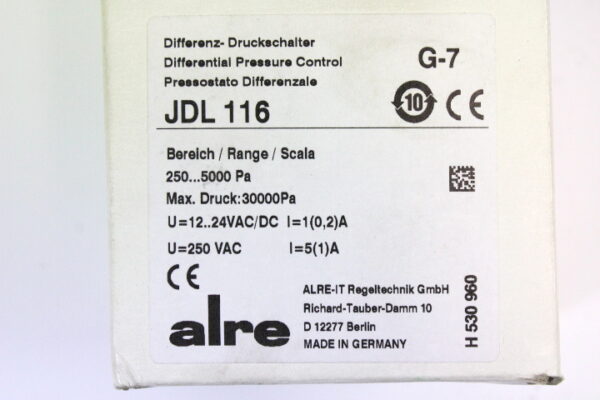 Differenz- Druckschalter
Differential Pressure Control
Pressostato Differenzale
G-7
JDL 116
10 CE
Bereich / Range / Scala
250...5000 Pa
Max. Druck:30000Pa
U=12..24VAC/DC I=1(0,2)A
U=250 VAC I=5(1)A
CE
alre
ALRE-IT Regeltechnik GmbH
Richard-Tauber-Damm 10
D 12277 Berlin
MADE IN GERMANY
H 530 960